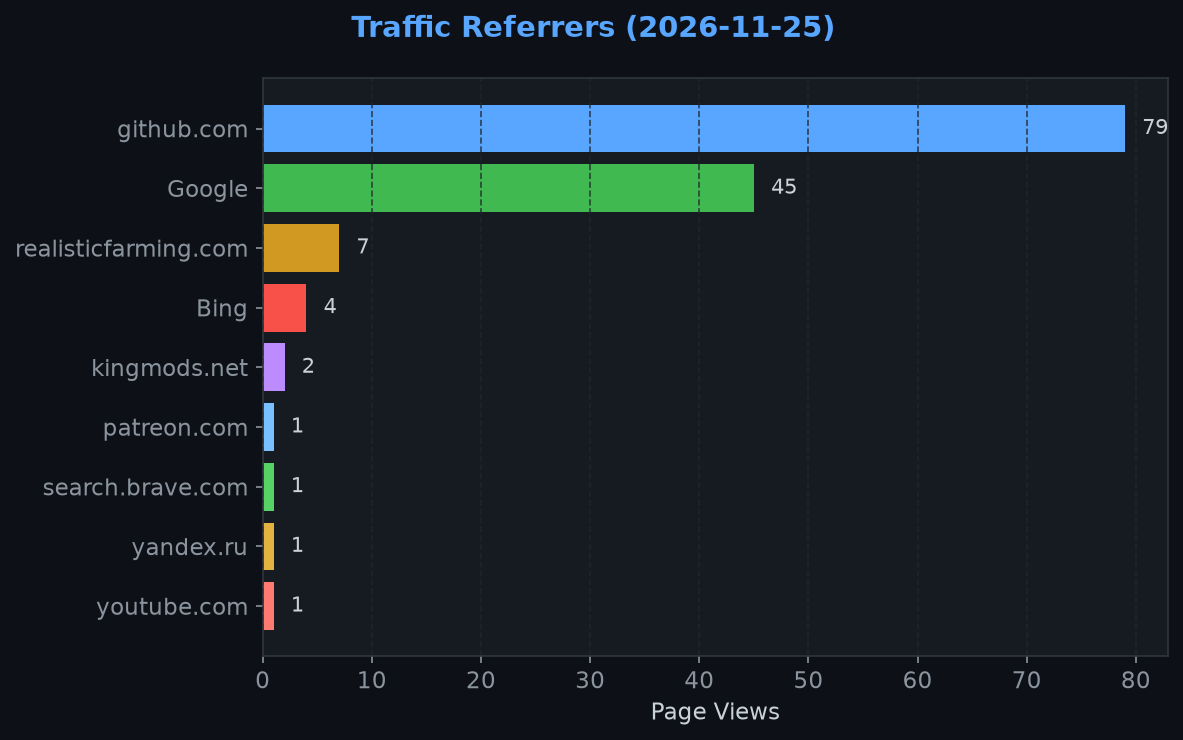 Traffic Referrers (2026-11-25)
github.com 79
Google 45
realisticfarming.com 7
Bing 4
kingmods.net 2
patreon.com 1
search.brave.com 1
yandex.ru 1
youtube.com 1
0 10 20 30 40 50 60 70 80
Page Views